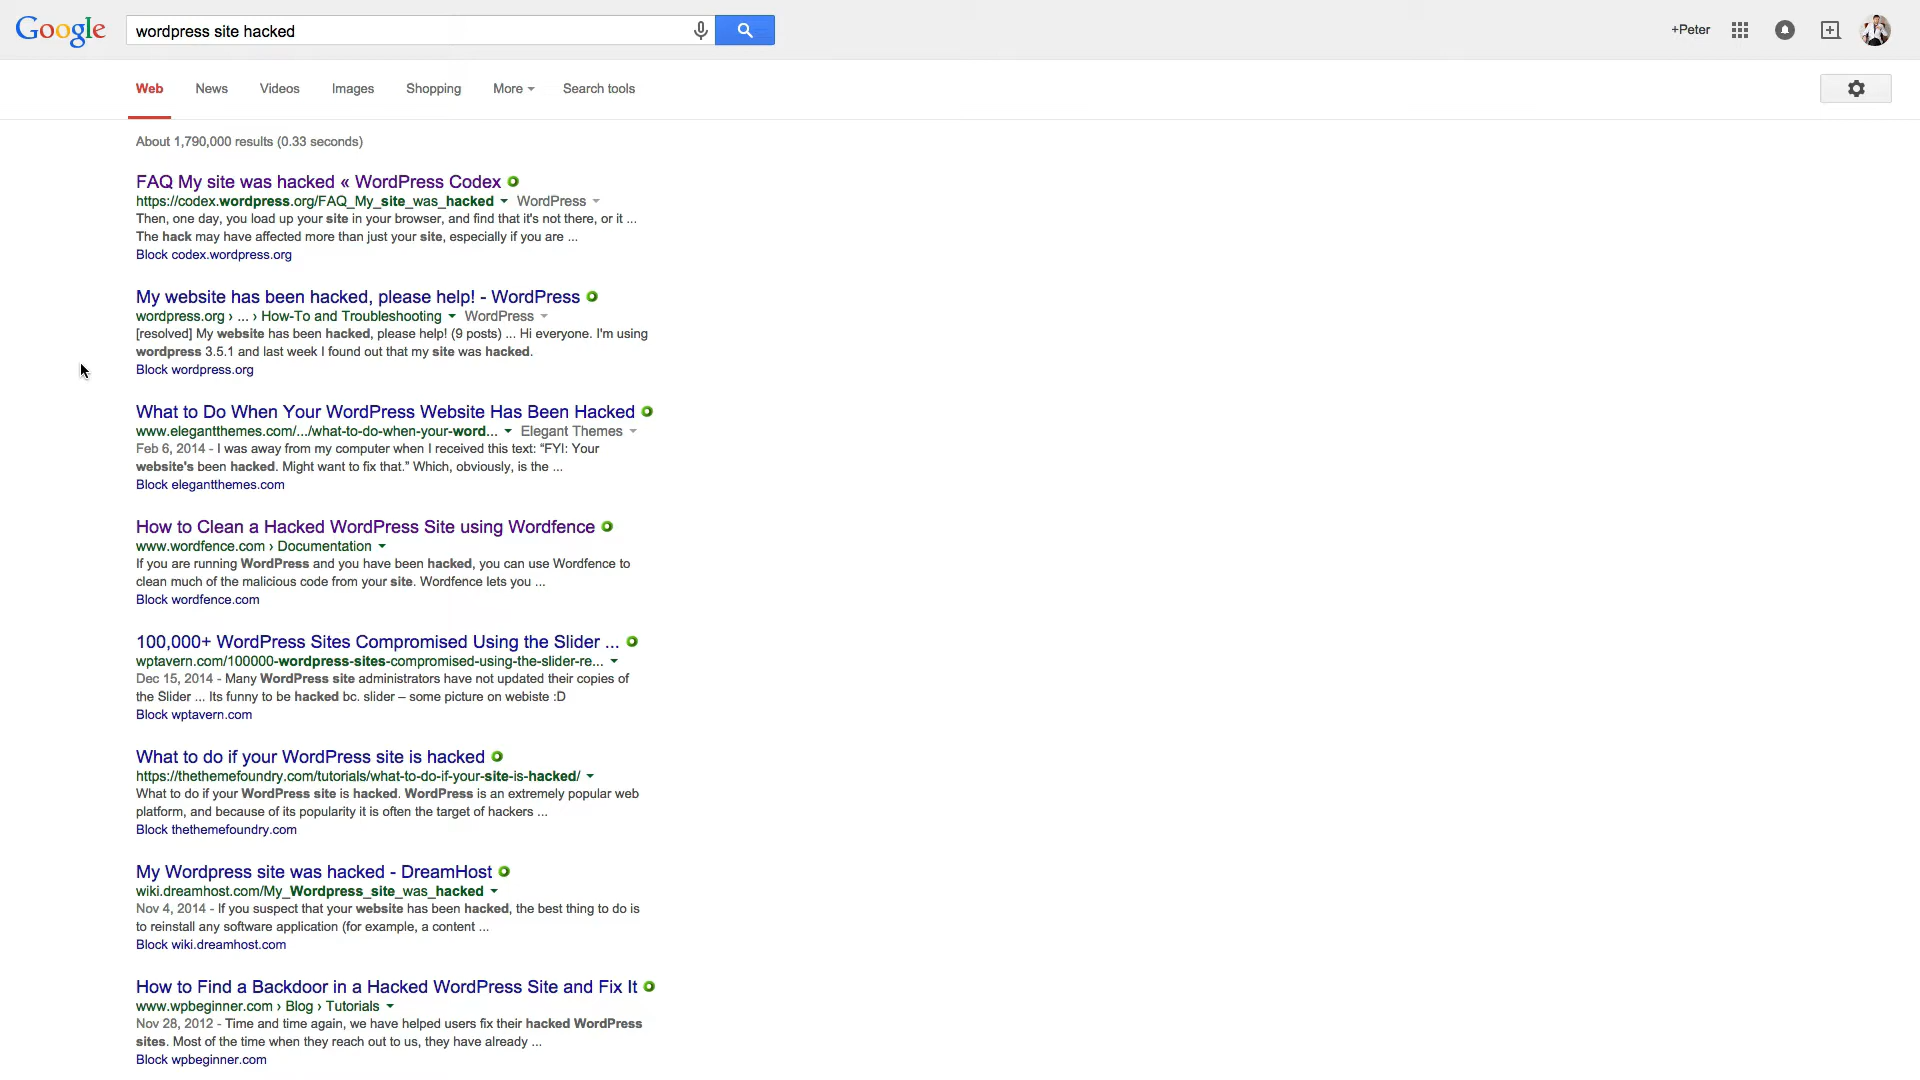 Google
wordpress site hacked
+Peter
Web News Videos Images Shopping More Search tools
About 1,790,000 results (0.33 seconds)
FAQ My site was hacked « WordPress Codex
https://codex.wordpress.org/FAQ_My_site_was_hacked WordPress
Then, one day, you load up your site in your browser, and find that it's not there, or it ...
The hack may have affected more than just your site, especially if you are ...
Block codex.wordpress.org
My website has been hacked, please help! - WordPress
wordpress.org › ... › How-To and Troubleshooting WordPress
[resolved] My website has been hacked, please help! (9 posts) ... Hi everyone. I'm using
wordpress 3.5.1 and last week I found out that my site was hacked.
Block wordpress.org
What to Do When Your WordPress Website Has Been Hacked
www.elegantthemes.com/.../what-to-do-when-your-word... Elegant Themes
Feb 6, 2014 - I was away from my computer when I received this text: “FYI: Your
website's been hacked. Might want to fix that.” Which, obviously, is the ...
Block elegantthemes.com
How to Clean a Hacked WordPress Site using Wordfence
www.wordfence.com › Documentation
If you are running WordPress and you have been hacked, you can use Wordfence to
clean much of the malicious code from your site. Wordfence lets you ...
Block wordfence.com
100,000+ WordPress Sites Compromised Using the Slider ...
wptavern.com/100000-wordpress-sites-compromised-using-the-slider-re...
Dec 15, 2014 - Many WordPress site administrators have not updated their copies of
the Slider ... Its funny to be hacked bc. slider – some picture on webiste :D
Block wptavern.com
What to do if your WordPress site is hacked
https://thethemefoundry.com/tutorials/what-to-do-if-your-site-is-hacked/
What to do if your WordPress site is hacked. WordPress is an extremely popular web
platform, and because of its popularity it is often the target of hackers ...
Block thethemefoundry.com
My Wordpress site was hacked - DreamHost
wiki.dreamhost.com/My_Wordpress_site_was_hacked
Nov 4, 2014 - If you suspect that your website has been hacked, the best thing to do is
to reinstall any software application (for example, a content ...
Block wiki.dreamhost.com
How to Find a Backdoor in a Hacked WordPress Site and Fix It
www.wpbeginner.com › Blog › Tutorials
Nov 28, 2012 - Time and time again, we have helped users fix their hacked WordPress
sites. Most of the time when they reach out to us, they have already ...
Block wpbeginner.com